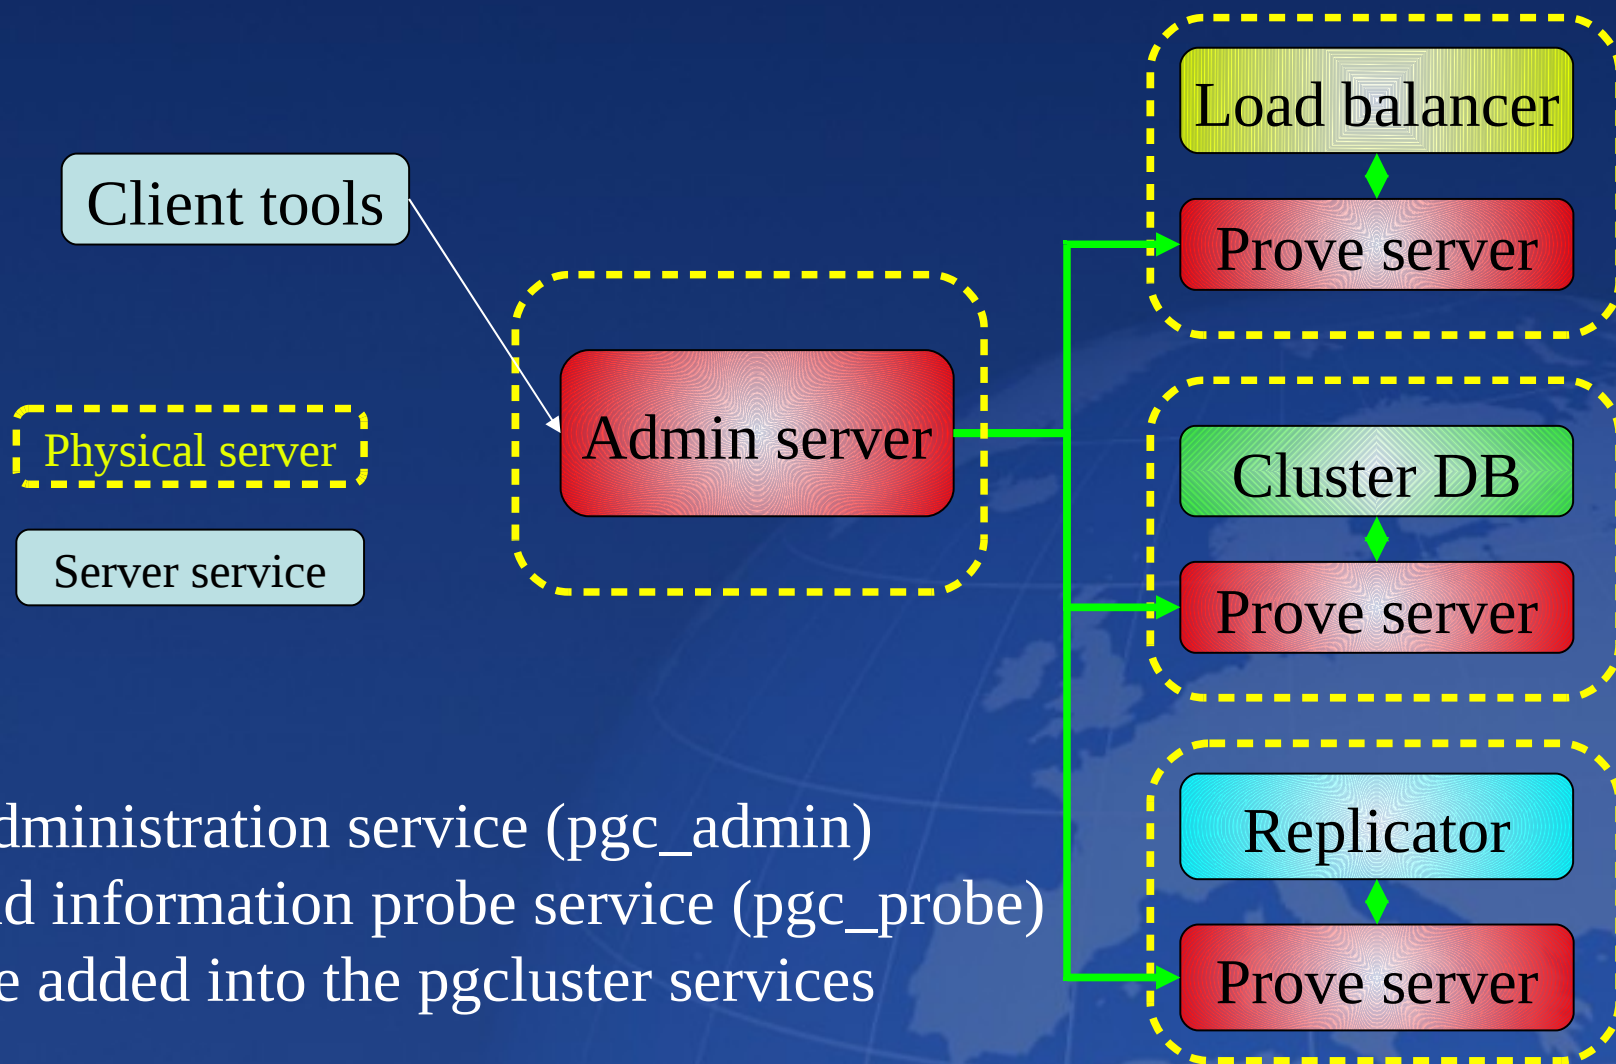 Load balancer
Client tools
Prove server
Admin server
Physical server
Cluster DB
Server service
Prove server
Replicator
dministration service (pgc_admin)
d information probe service (pgc_probe)
e added into the pgcluster services
Prove server